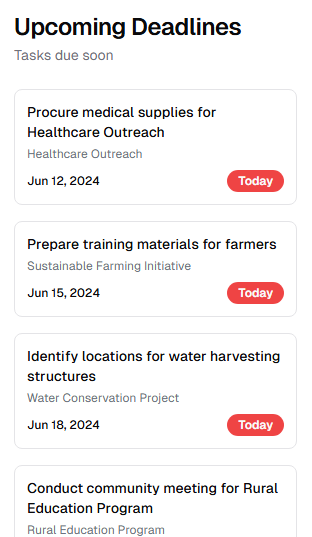 Upcoming Deadlines
Tasks due soon
Procure medical supplies for
Healthcare Outreach
Healthcare Outreach
Jun 12, 2024 Today
Prepare training materials for farmers
Sustainable Farming Initiative
Jun 15, 2024 Today
Identify locations for water harvesting
structures
Water Conservation Project
Jun 18, 2024 Today
Conduct community meeting for Rural
Education Program
Rural Education Program